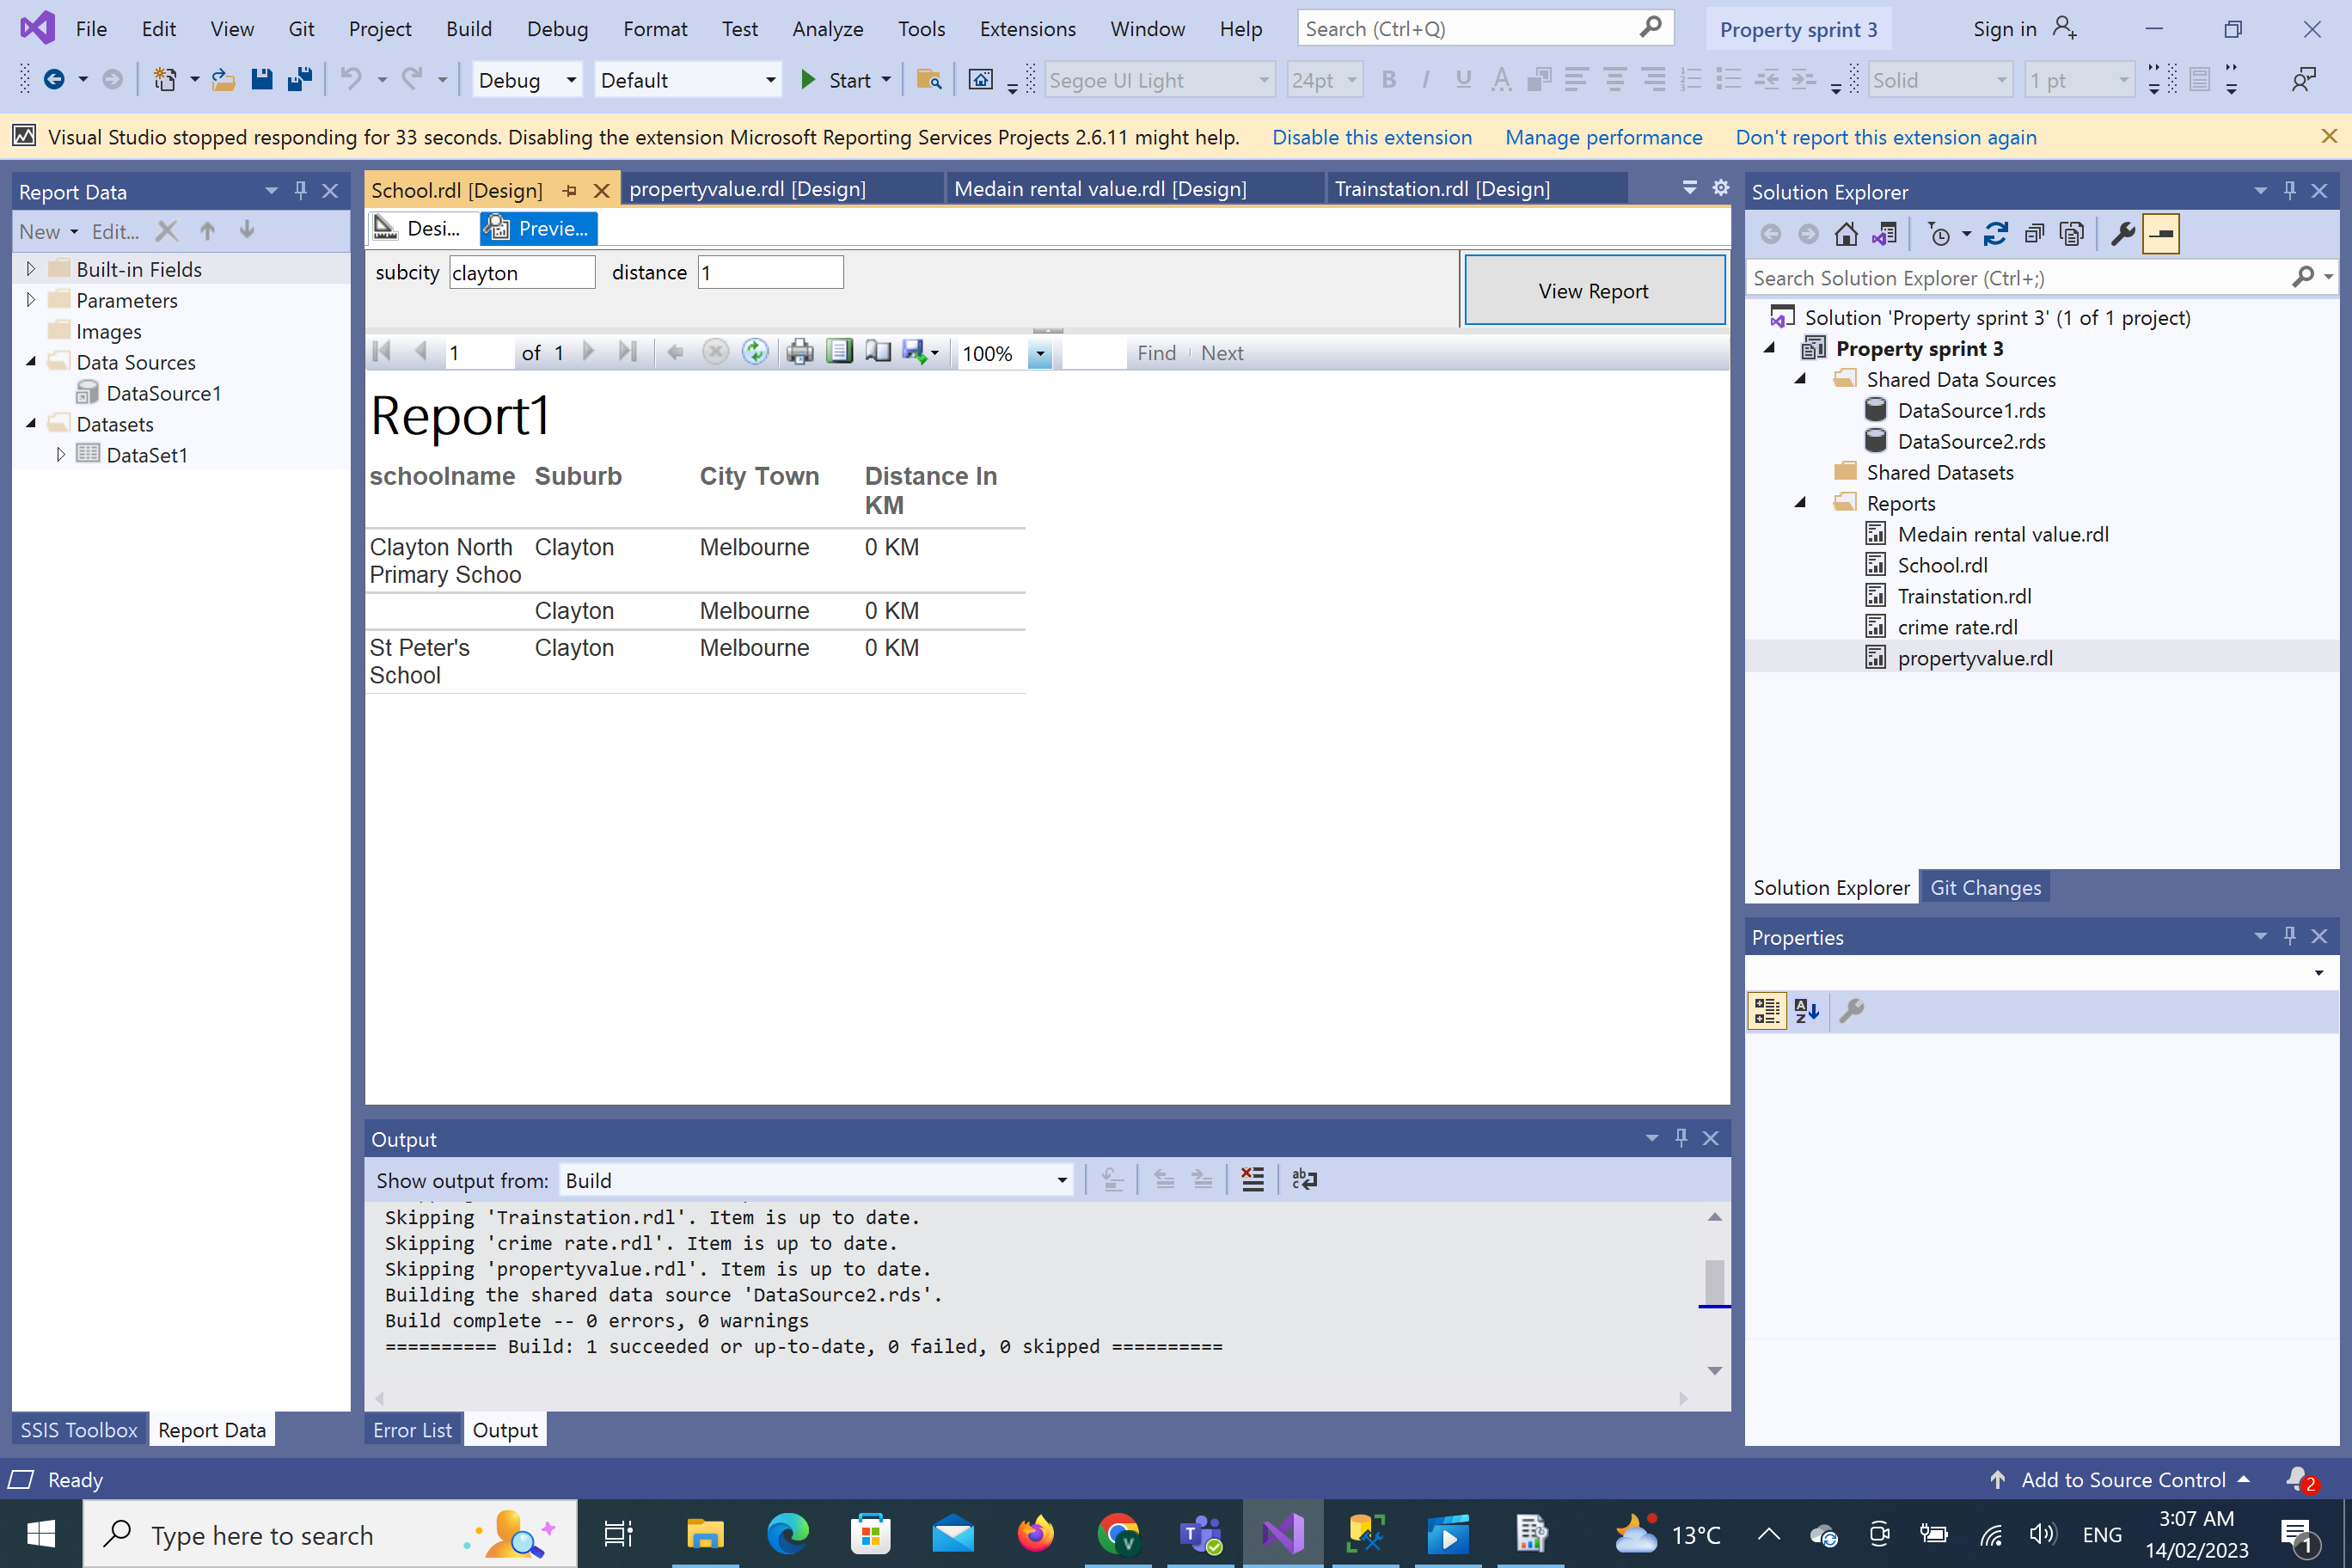 File Edit View Git Project Build Debug Format Test Analyze Tools Extensions Window Help Search (Ctrl+Q) Property sprint 3 Sign in
Debug Default Start Segoe UI Light 24pt B I U A Solid 1 pt
Visual Studio stopped responding for 33 seconds. Disabling the extension Microsoft Reporting Services Projects 2.6.11 might help. Disable this extension Manage performance Don't report this extension again
Report Data
New Edit...
Built-in Fields
Parameters
Images
Data Sources
DataSource1
Datasets
DataSet1
SSIS Toolbox Report Data
School.rdl [Design] propertyvalue.rdl [Design] Medain rental value.rdl [Design] Trainstation.rdl [Design]
Desi... Previe...
subcity clayton distance 1 View Report
1 of 1 100% Find Next
Report1
schoolname Suburb City Town Distance In
KM
Clayton North Clayton Melbourne 0 KM
Primary Schoo
Clayton Melbourne 0 KM
St Peter's Clayton Melbourne 0 KM
School
Output
Show output from: Build
Skipping 'Trainstation.rdl'. Item is up to date.
Skipping 'crime rate.rdl'. Item is up to date.
Skipping 'propertyvalue.rdl'. Item is up to date.
Building the shared data source 'DataSource2.rds'.
Build complete -- 0 errors, 0 warnings
========== Build: 1 succeeded or up-to-date, 0 failed, 0 skipped ==========
Error List Output
Solution Explorer
Search Solution Explorer (Ctrl+;)
Solution 'Property sprint 3' (1 of 1 project)
Property sprint 3
Shared Data Sources
DataSource1.rds
DataSource2.rds
Shared Datasets
Reports
Medain rental value.rdl
School.rdl
Trainstation.rdl
crime rate.rdl
propertyvalue.rdl
Solution Explorer Git Changes
Properties
Ready Add to Source Control 2
Type here to search 13°C ENG 3:07 AM
14/02/2023 1